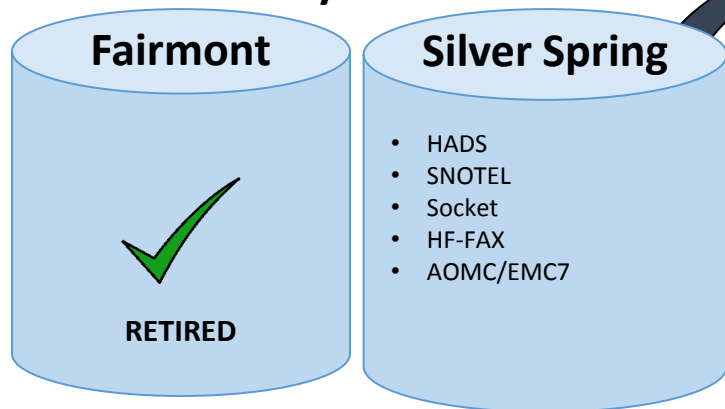 Fairmont
RETIRED
Silver Spring
• HADS
• SNOTEL
• Socket
• HF-FAX
• AOMC/EMC7